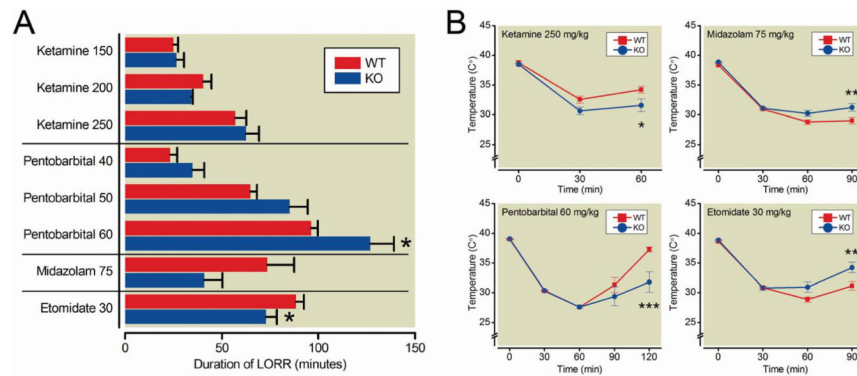 A
Ketamine 150
Ketamine 200
Ketamine 250
Pentobarbital 40
Pentobarbital 50
Pentobarbital 60
Midazolam 75
Etomidate 30
WT
KO
*
*
0 50 100 150
Duration of LORR (minutes)
B
Ketamine 250 mg/kg
WT
KO
45
40
35
30
25
Temperature (C°)
*
0 30 60
Time (min)
Midazolam 75 mg/kg
WT
KO
45
40
35
30
25
Temperature (C°)
**
0 30 60 90
Time (min)
Pentobarbital 60 mg/kg
WT
KO
45
40
35
30
25
Temperature (C°)
***
0 30 60 90 120
Time (min)
Etomidate 30 mg/kg
WT
KO
45
40
35
30
25
Temperature (C°)
**
0 30 60 90
Time (min)